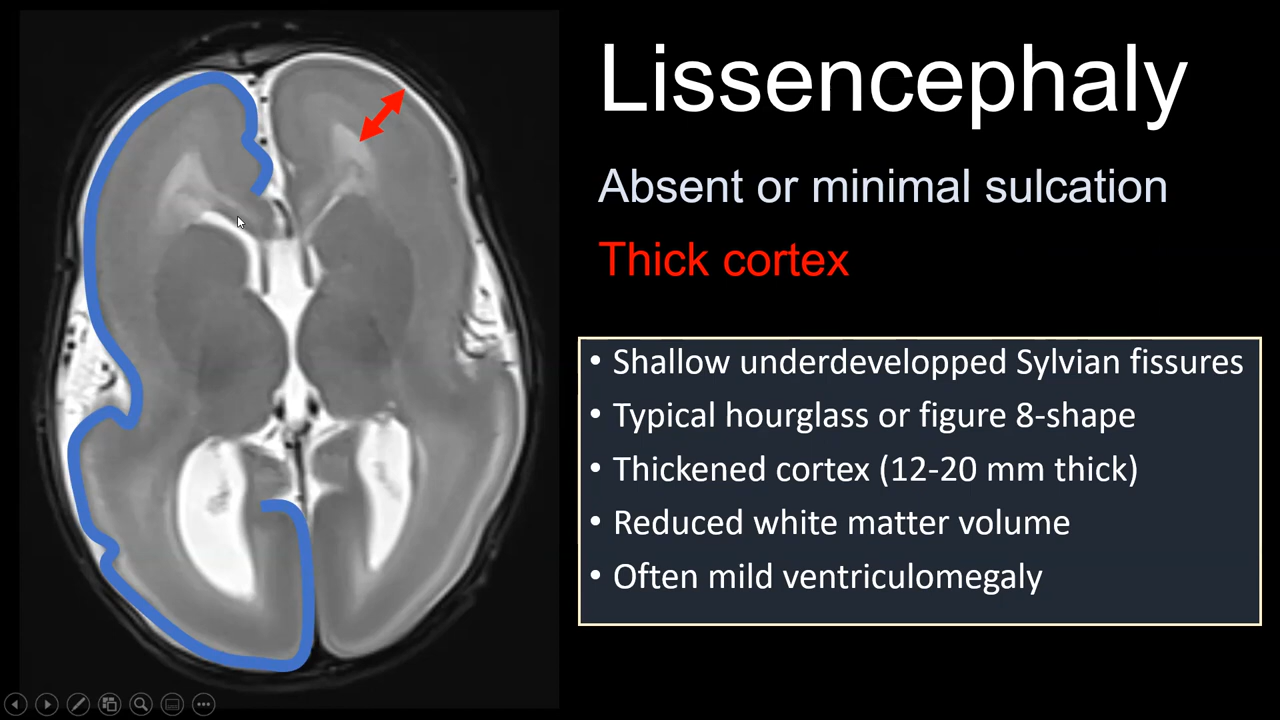 Lissencephaly
Absent or minimal sulcation
Thick cortex
• Shallow underdevelopped Sylvian fissures
• Typical hourglass or figure 8-shape
• Thickened cortex (12-20 mm thick)
• Reduced white matter volume
• Often mild ventriculomegaly